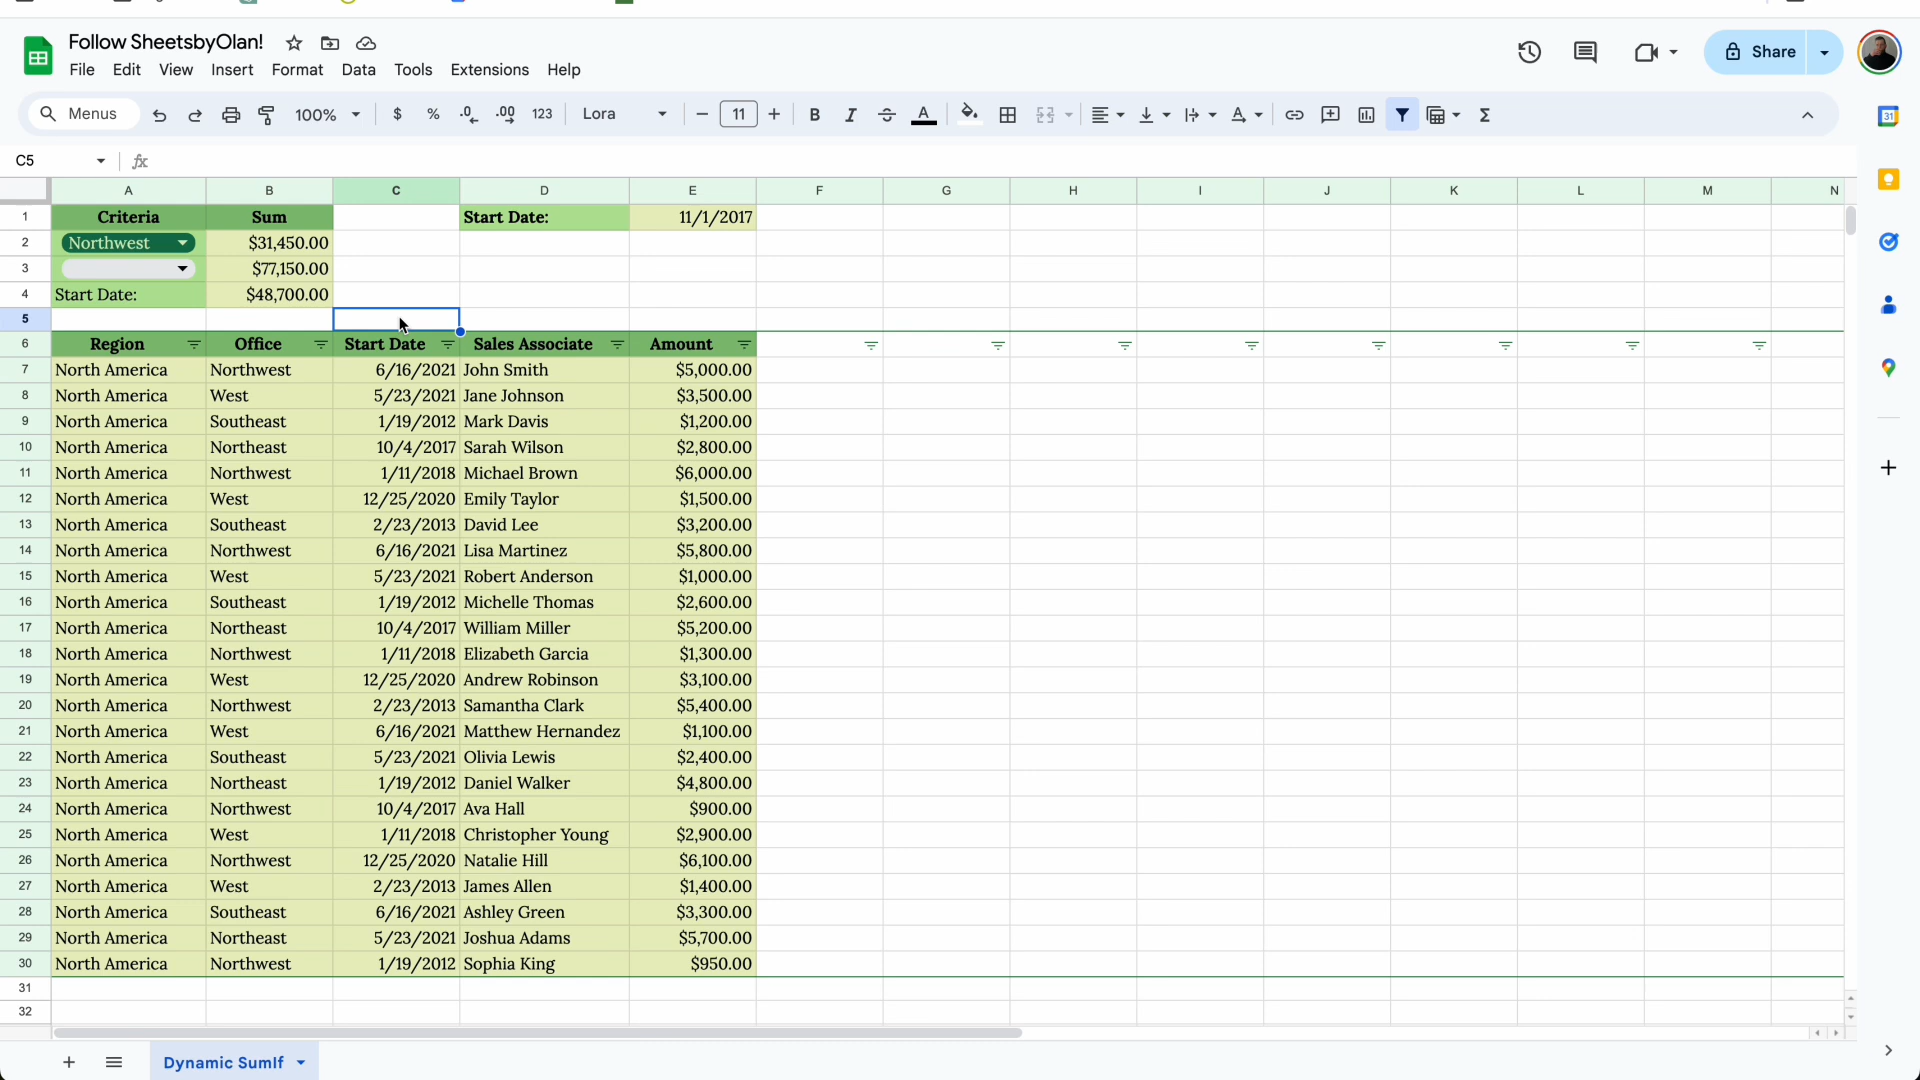 Follow SheetsbyOlan!
File Edit View Insert Format Data Tools Extensions Help
Share
Menus 100% $ % .0 .00 123 Lora 11 B I A Σ
31
C5 fx
A B C D E F G H I J K L M N
1 Criteria Sum Start Date: 11/1/2017
2 Northwest $31,450.00
3 $77,150.00
4 Start Date: $48,700.00
5
6 Region Office Start Date Sales Associate Amount
7 North America Northwest 6/16/2021 John Smith $5,000.00
8 North America West 5/23/2021 Jane Johnson $3,500.00
9 North America Southeast 1/19/2012 Mark Davis $1,200.00
10 North America Northeast 10/4/2017 Sarah Wilson $2,800.00
11 North America Northwest 1/11/2018 Michael Brown $6,000.00
12 North America West 12/25/2020 Emily Taylor $1,500.00
13 North America Southeast 2/23/2013 David Lee $3,200.00
14 North America Northwest 6/16/2021 Lisa Martinez $5,800.00
15 North America West 5/23/2021 Robert Anderson $1,000.00
16 North America Southeast 1/19/2012 Michelle Thomas $2,600.00
17 North America Northeast 10/4/2017 William Miller $5,200.00
18 North America Northwest 1/11/2018 Elizabeth Garcia $1,300.00
19 North America West 12/25/2020 Andrew Robinson $3,100.00
20 North America Northwest 2/23/2013 Samantha Clark $5,400.00
21 North America West 6/16/2021 Matthew Hernandez $1,100.00
22 North America Southeast 5/23/2021 Olivia Lewis $2,400.00
23 North America Northeast 1/19/2012 Daniel Walker $4,800.00
24 North America Northwest 10/4/2017 Ava Hall $900.00
25 North America West 1/11/2018 Christopher Young $2,900.00
26 North America Northwest 12/25/2020 Natalie Hill $6,100.00
27 North America West 2/23/2013 James Allen $1,400.00
28 North America Southeast 6/16/2021 Ashley Green $3,300.00
29 North America Northeast 5/23/2021 Joshua Adams $5,700.00
30 North America Northwest 1/19/2012 Sophia King $950.00
31
32
Dynamic SumIf